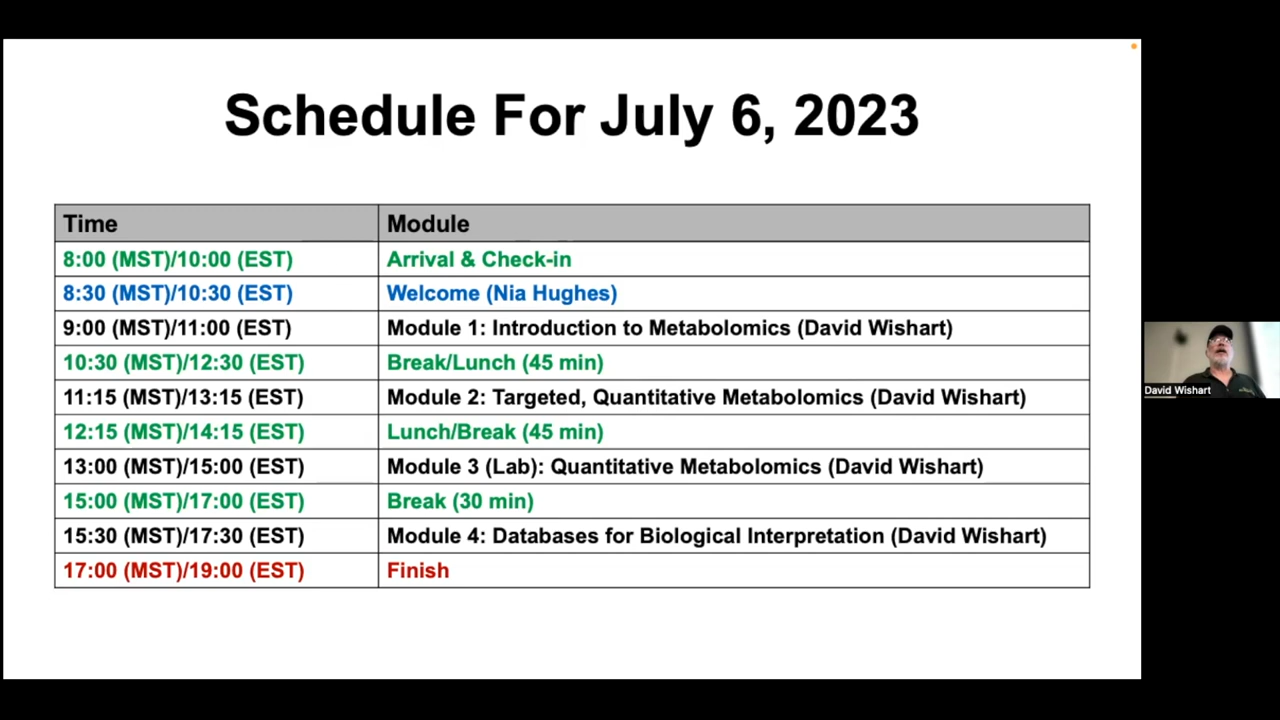 Schedule For July 6, 2023
Time Module
8:00 (MST)/10:00 (EST) Arrival & Check-in
8:30 (MST)/10:30 (EST) Welcome (Nia Hughes)
9:00 (MST)/11:00 (EST) Module 1: Introduction to Metabolomics (David Wishart)
10:30 (MST)/12:30 (EST) Break/Lunch (45 min)
11:15 (MST)/13:15 (EST) Module 2: Targeted, Quantitative Metabolomics (David Wishart)
12:15 (MST)/14:15 (EST) Lunch/Break (45 min)
13:00 (MST)/15:00 (EST) Module 3 (Lab): Quantitative Metabolomics (David Wishart)
15:00 (MST)/17:00 (EST) Break (30 min)
15:30 (MST)/17:30 (EST) Module 4: Databases for Biological Interpretation (David Wishart)
17:00 (MST)/19:00 (EST) Finish
David Wishart